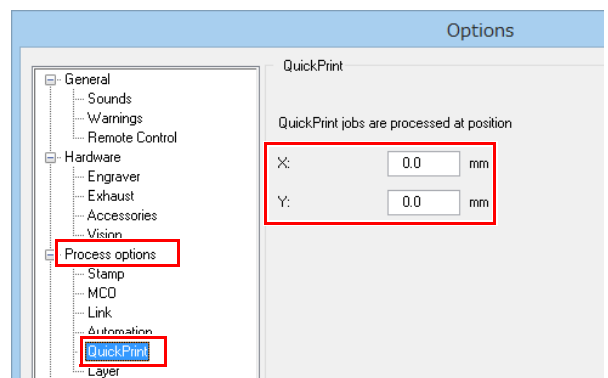 Options
General
Sounds
Warnings
Remote Control
Hardware
Engraver
Exhaust
Accessories
Vision
Process options
Stamp
MCO
Link
Automation
QuickPrint
Layer
QuickPrint
QuickPrint jobs are processed at position
X: 0.0 mm
Y: 0.0 mm